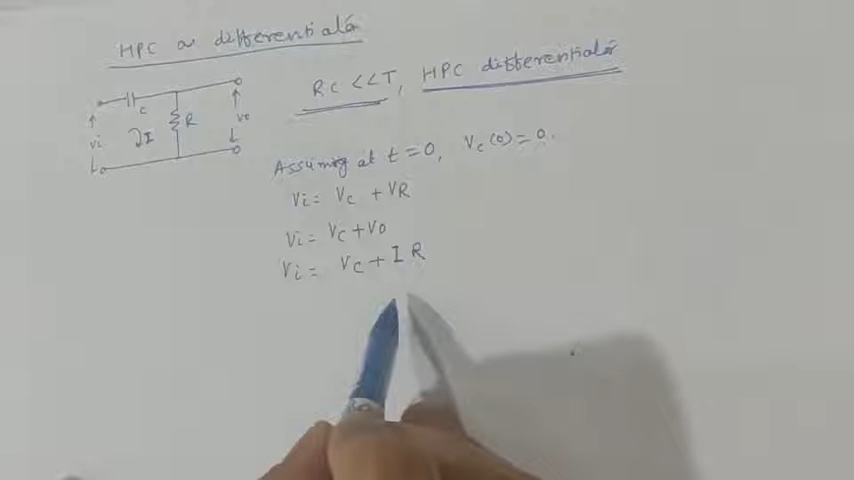 HPC as differentiator
RC <<T, HPC differentiator
C
Vi
I
R
Vo
Assuming at t=0, Vc(0)=0.
Vi = Vc + VR
Vi = Vc + Vo
Vi = Vc + I R